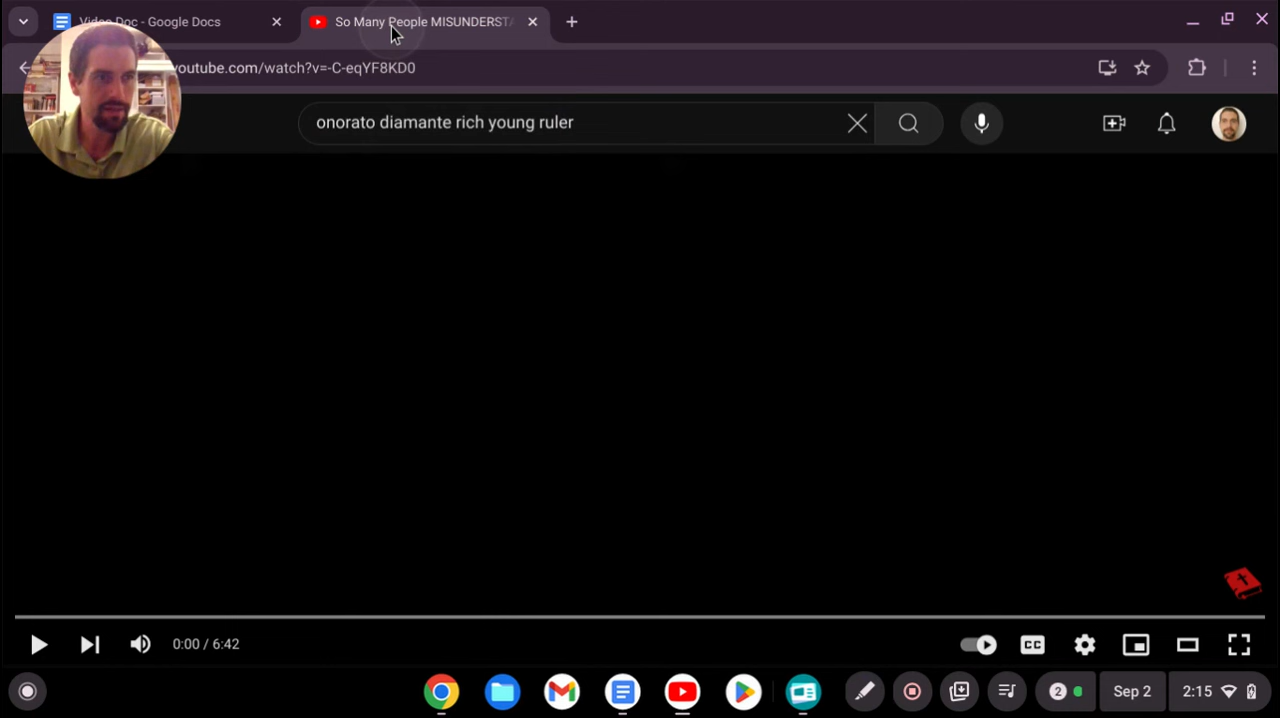 Video Doc - Google Docs
So Many People MISUNDERSTA
youtube.com/watch?v=-C-eqYF8KD0
onorato diamante rich young ruler
0:00 / 6:42
CC
2
Sep 2
2:15